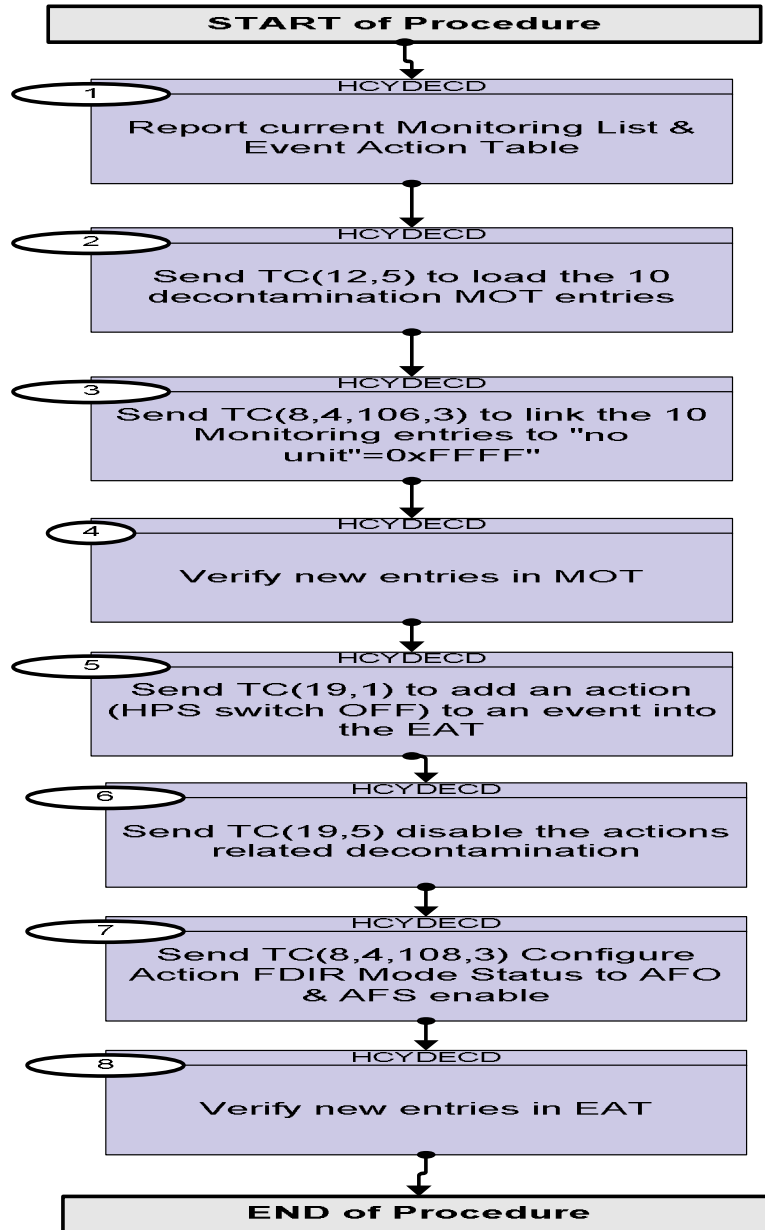 START of Procedure
HCYDECD
1
Report current Monitoring List &
Event Action Table
HCYDECD
2
Send TC(12,5) to load the 10
decontamination MOT entries
HCYDECD
3
Send TC(8,4,106,3) to link the 10
Monitoring entries to "no
unit"=0xFFFF"
HCYDECD
4
Verify new entries in MOT
HCYDECD
5
Send TC(19,1) to add an action
(HPS switch OFF) to an event into
the EAT
HCYDECD
6
Send TC(19,5) disable the actions
related decontamination
HCYDECD
7
Send TC(8,4,108,3) Configure
Action FDIR Mode Status to AFO
& AFS enable
HCYDECD
8
Verify new entries in EAT
END of Procedure